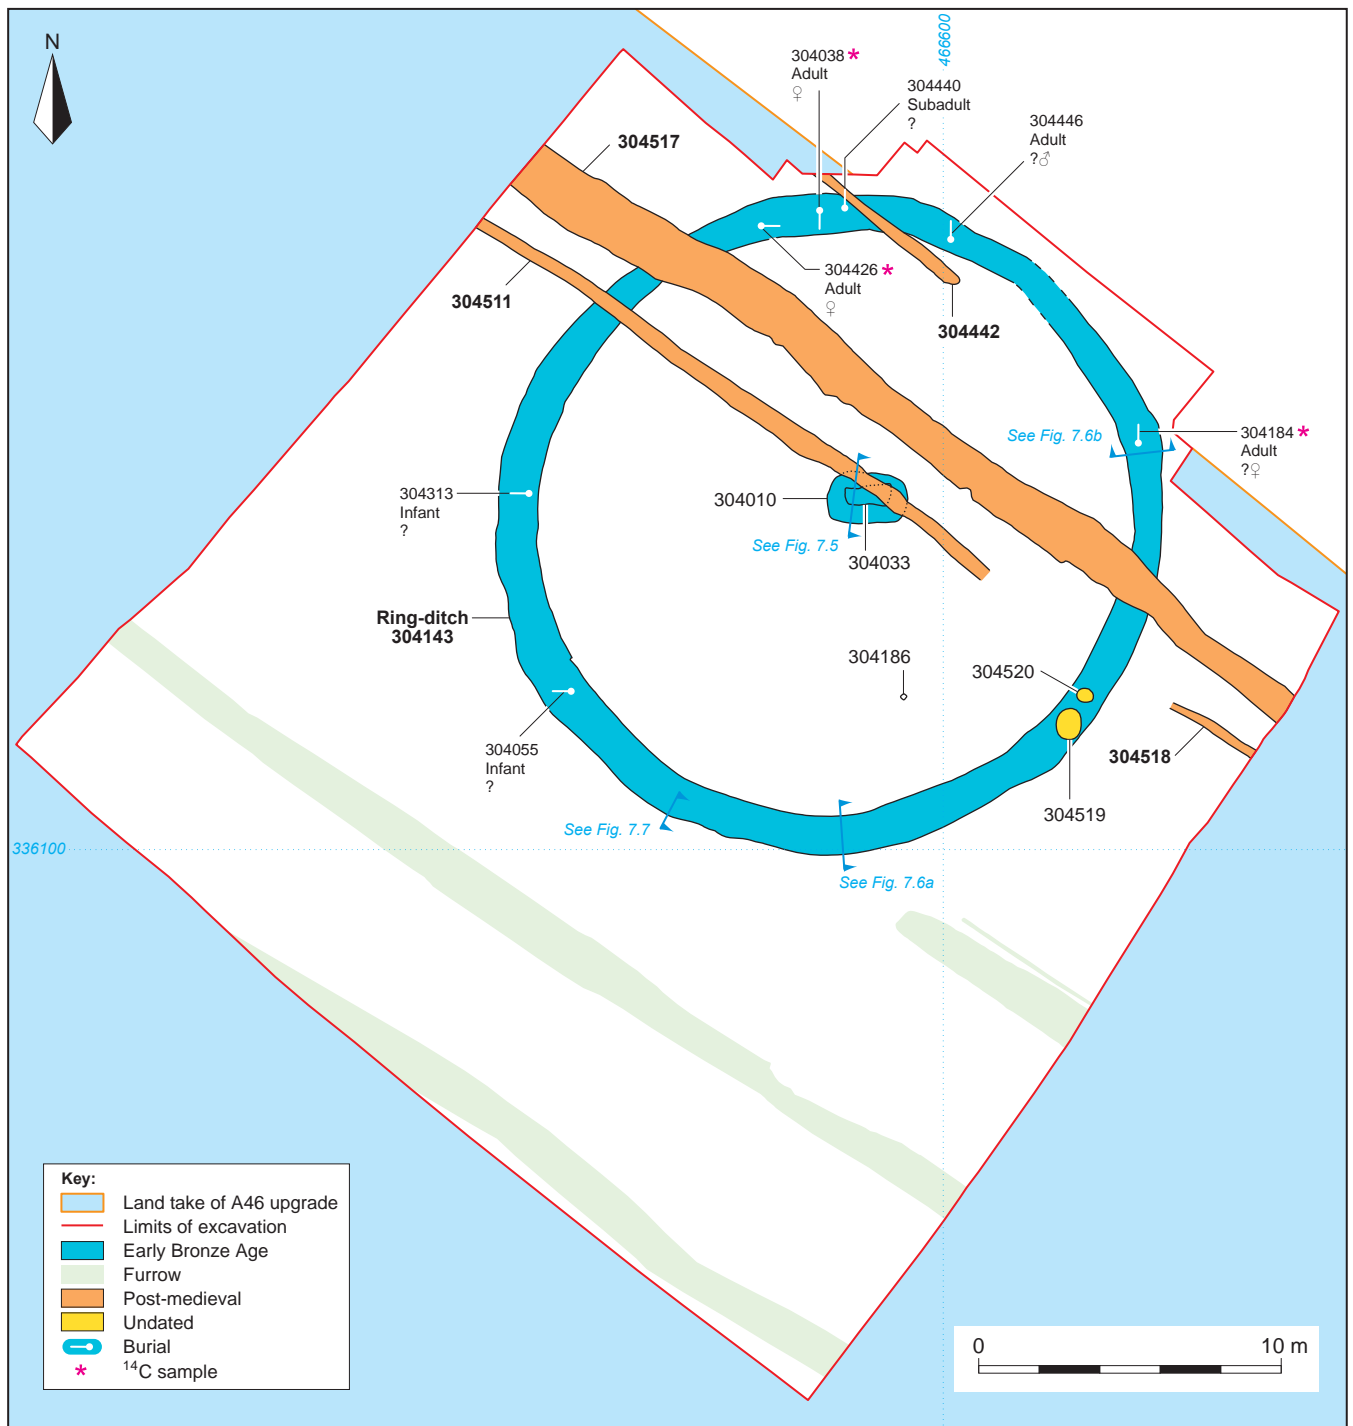 N
466600
304038 *
Adult
♀
304440
Subadult
?
304446
Adult
?♂
304517
304511
304426 *
Adult
♀
304442
See Fig. 7.6b
304184 *
Adult
?♀
304313
Infant
?
304010
See Fig. 7.5
304033
Ring-ditch
304143
304186
304520
304055
Infant
?
304518
304519
See Fig. 7.7
336100
See Fig. 7.6a
Key:
Land take of A46 upgrade
Limits of excavation
Early Bronze Age
Furrow
Post-medieval
Undated
Burial
* ¹⁴C sample
0 10 m